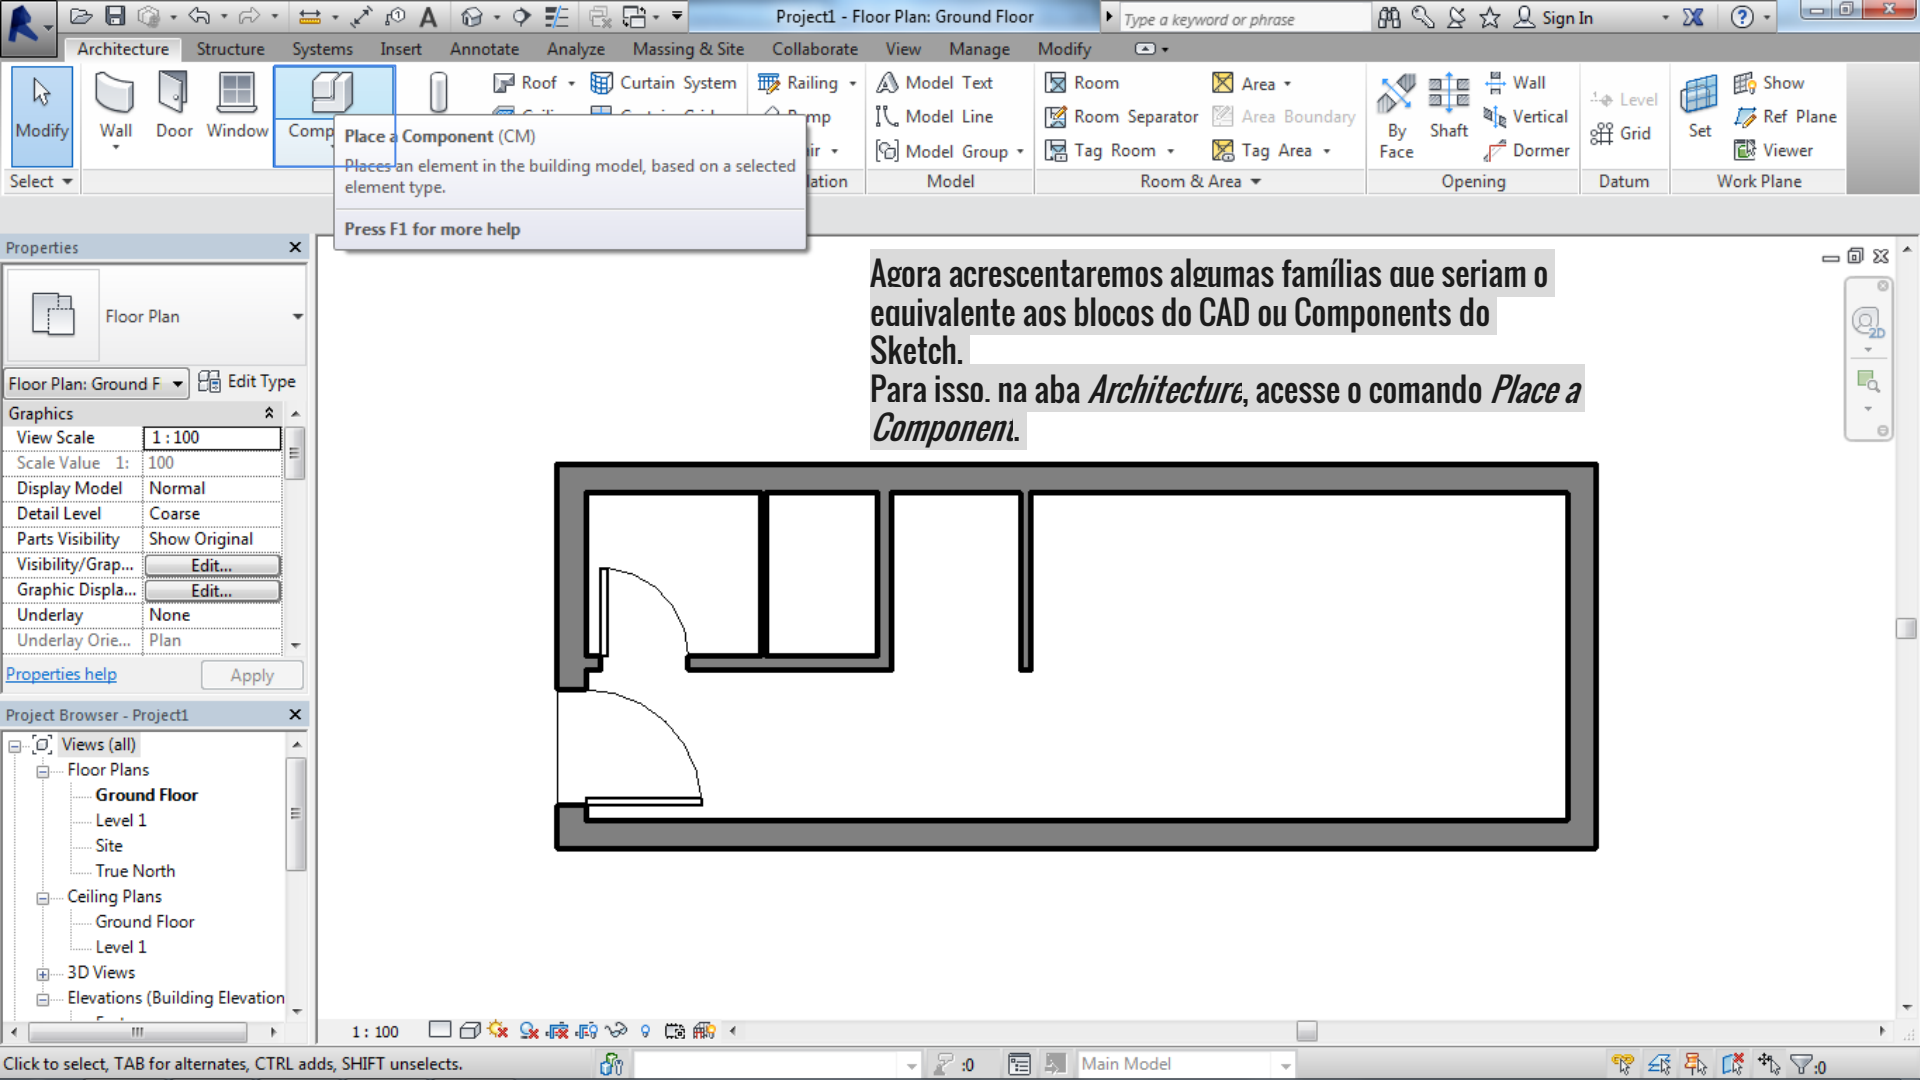 Project1 - Floor Plan: Ground Floor
Type a keyword or phrase
Sign In
Architecture Structure Systems Insert Annotate Analyze Massing & Site Collaborate View Manage Modify
Modify
Wall
Door
Window
Roof
Curtain System
Railing
Model Text
Model Line
Model Group
Room
Room Separator
Tag Room
Area
Area Boundary
Tag Area
By Face
Shaft
Wall
Vertical
Dormer
Level
Grid
Set
Show
Ref Plane
Viewer
Select
Model
Room & Area
Opening
Datum
Work Plane
Place a Component (CM)
Places an element in the building model, based on a selected
element type.
Press F1 for more help
Properties
Floor Plan
Floor Plan: Ground F
Edit Type
Graphics
View Scale 1 : 100
Scale Value 1: 100
Display Model Normal
Detail Level Coarse
Parts Visibility Show Original
Visibility/Grap... Edit...
Graphic Displa... Edit...
Underlay None
Underlay Orie... Plan
Properties help Apply
Project Browser - Project1
Views (all)
Floor Plans
Ground Floor
Level 1
Site
True North
Ceiling Plans
Ground Floor
Level 1
3D Views
Elevations (Building Elevation
Agora acrescentaremos algumas famílias que seriam o
equivalente aos blocos do CAD ou Components do
Sketch.
Para isso, na aba Architecture, acesse o comando Place a
Component.
2D
1 : 100
Click to select, TAB for alternates, CTRL adds, SHIFT unselects.
:0
Main Model
:0